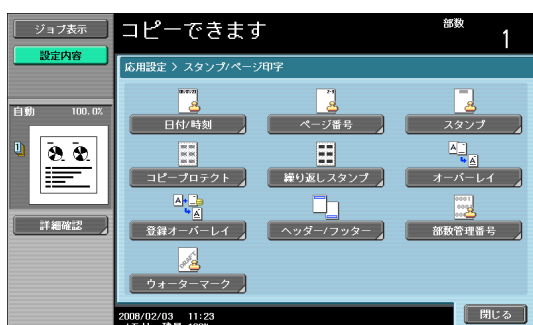 ジョブ表示
コピーできます
部数
1
設定内容
応用設定 > スタンプ/ページ印字
自動 100.0%
日付/時刻
ページ番号
スタンプ
コピープロテクト
繰り返しスタンプ
オーバーレイ
登録オーバーレイ
ヘッダー/フッター
部数管理番号
詳細確認
ウォーターマーク
2008/02/03 11:23
閉じる